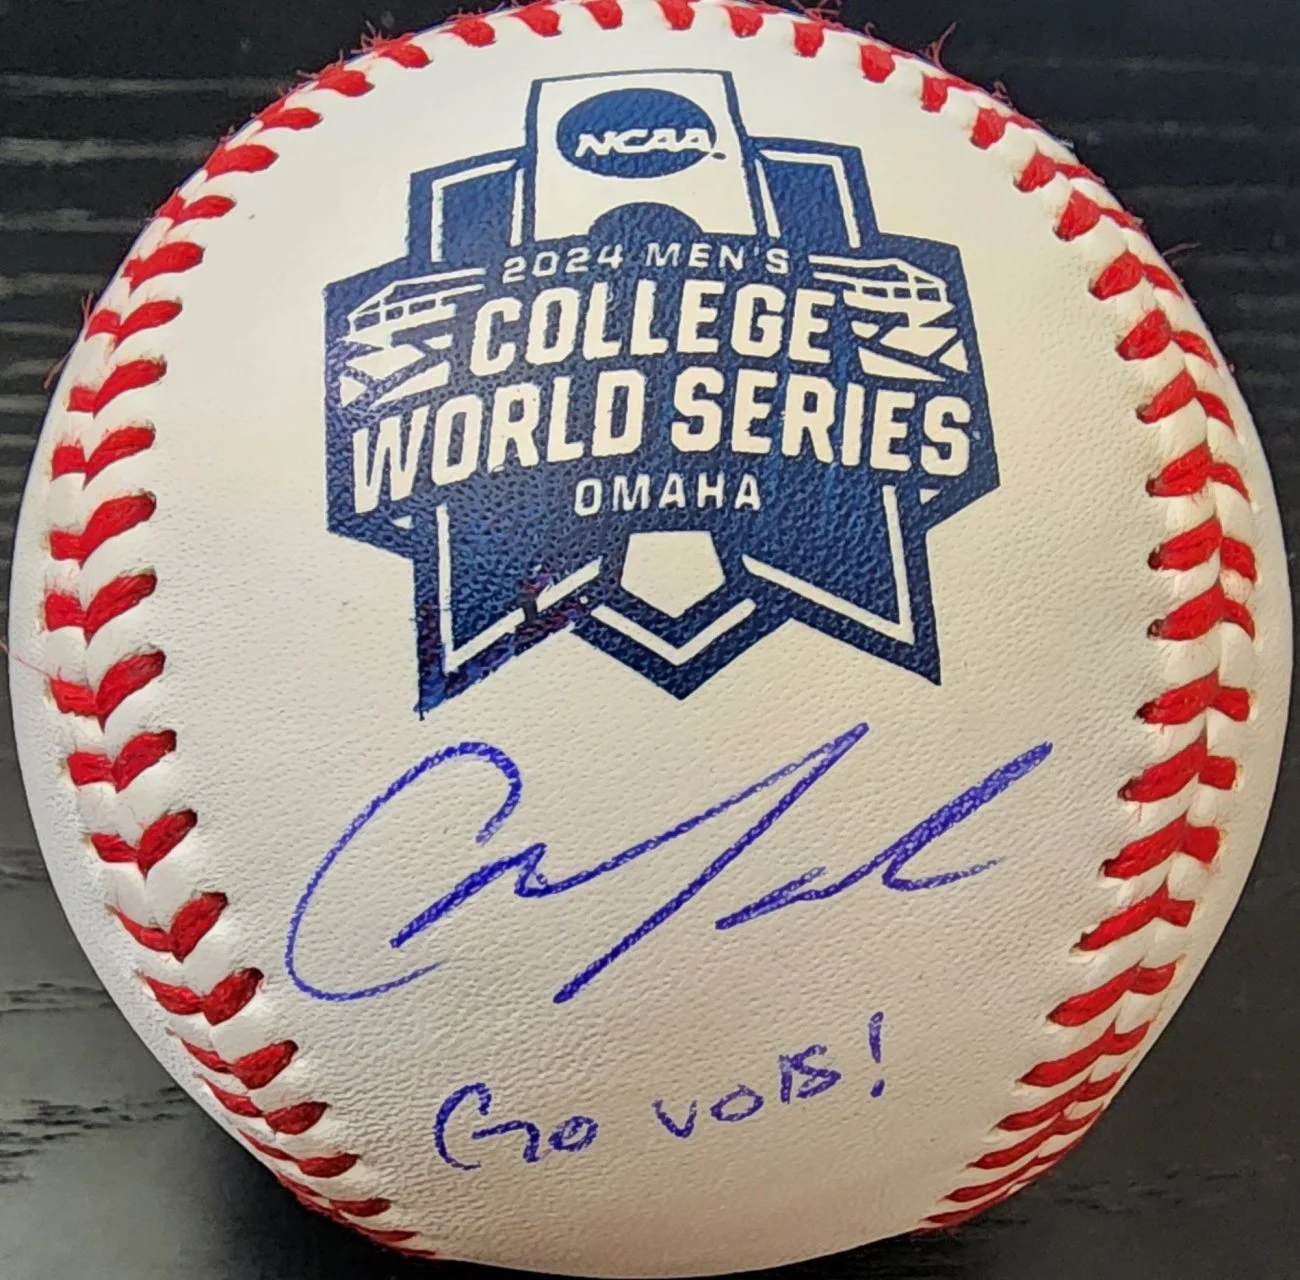 NCAA
2024 MEN'S
COLLEGE
WORLD SERIES
OMAHA
Go vols!